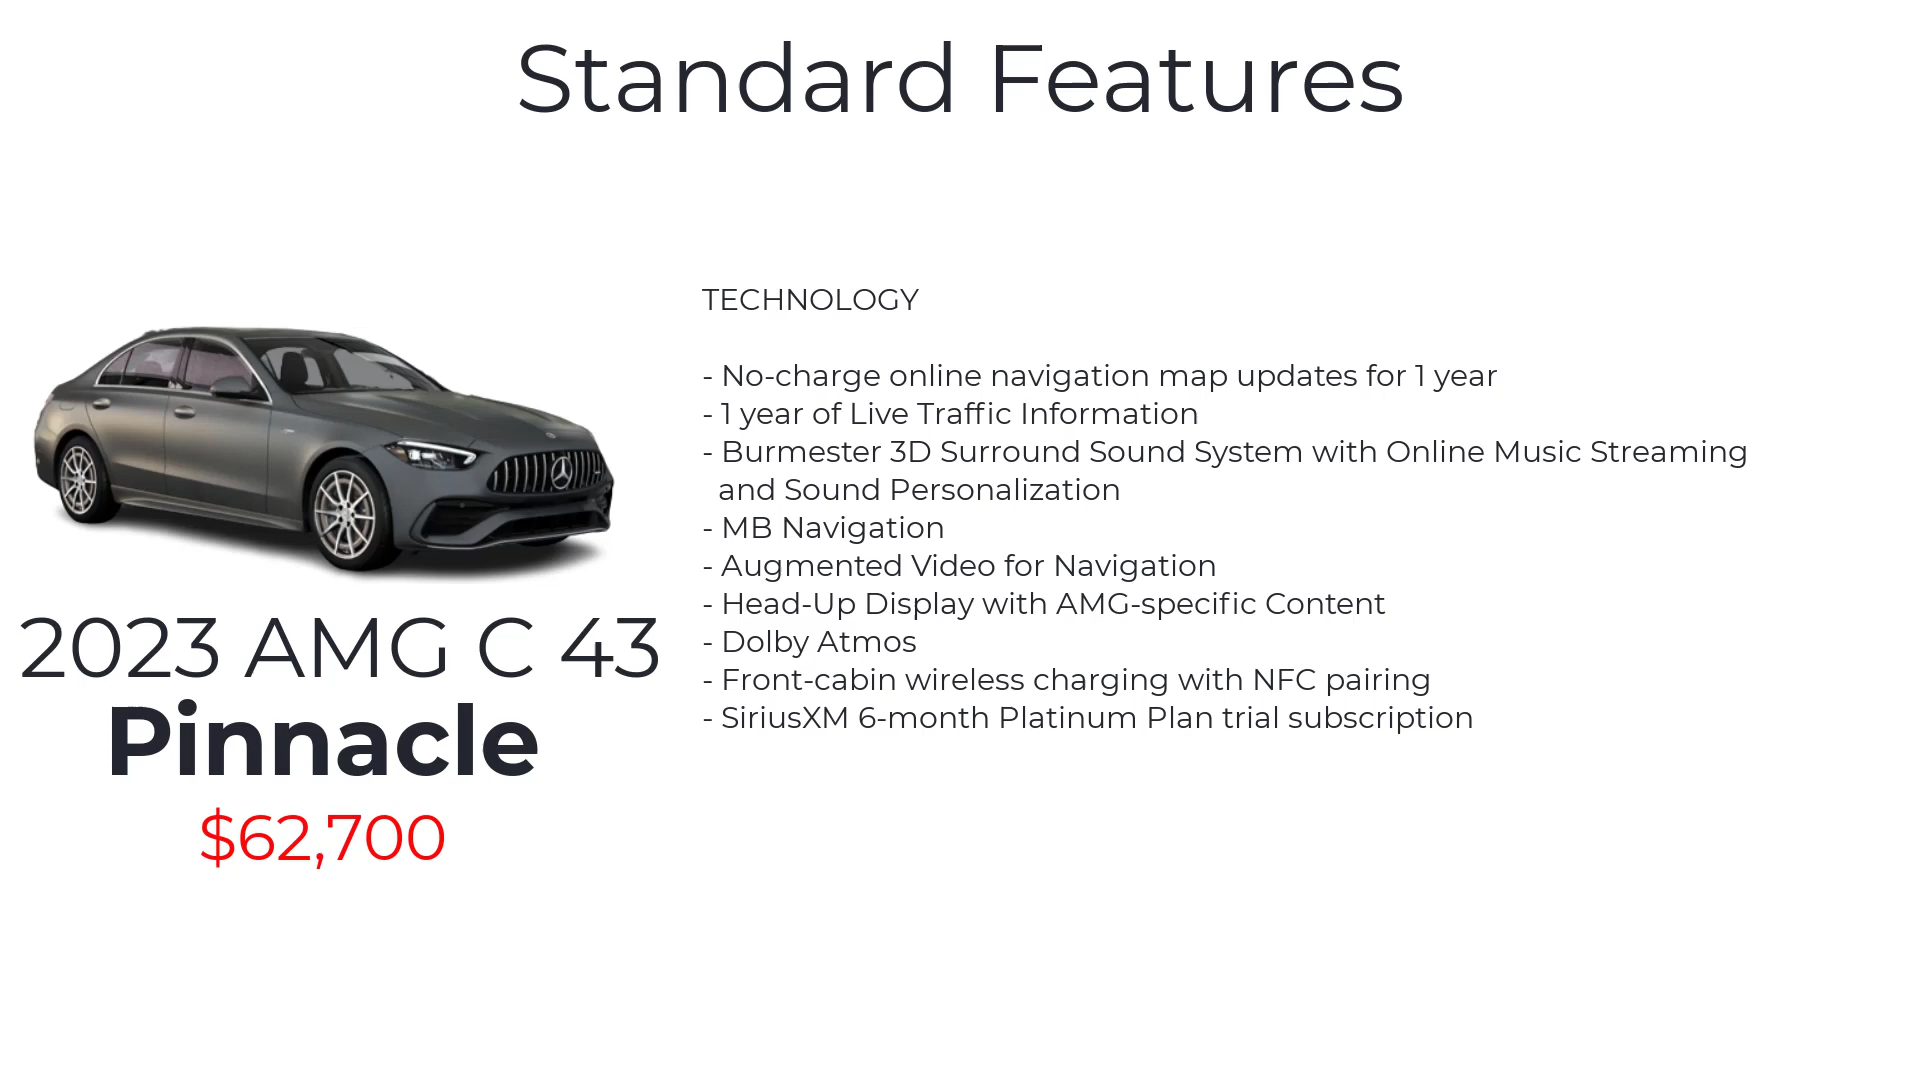 Standard Features
TECHNOLOGY
- No-charge online navigation map updates for 1 year
- 1 year of Live Traffic Information
- Burmester 3D Surround Sound System with Online Music Streaming
and Sound Personalization
- MB Navigation
- Augmented Video for Navigation
- Head-Up Display with AMG-specific Content
- Dolby Atmos
- Front-cabin wireless charging with NFC pairing
- SiriusXM 6-month Platinum Plan trial subscription
2023 AMG C 43
Pinnacle
$62,700